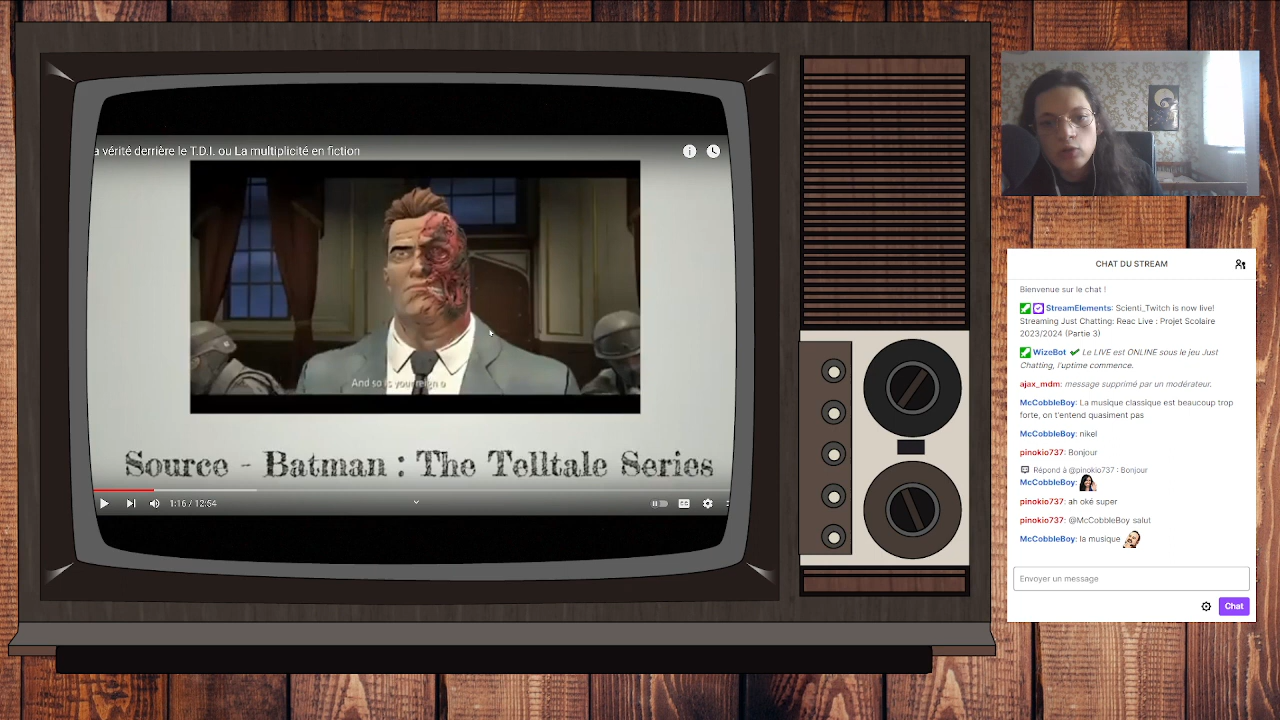 a vérité derrière le T.D.I. ou La multiplicité en fiction
And so is your reign o
Source - Batman : The Telltale Series
1:16 / 12:54
CHAT DU STREAM
Bienvenue sur le chat !
StreamElements: Scienti_Twitch is now live!
Streaming Just Chatting: Reac Live : Projet Scolaire
2023/2024 (Partie 3)
WizeBot Le LIVE est ONLINE sous le jeu Just
Chatting, l'uptime commence.
ajax_mdm: message supprimé par un modérateur.
McCobbleBoy: La musique classique est beaucoup trop
forte, on t'entend quasiment pas
McCobbleBoy: nikel
pinokio737: Bonjour
Répond à @pinokio737 : Bonjour
McCobbleBoy:
pinokio737: ah oké super
pinokio737: @McCobbleBoy salut
McCobbleBoy: la musique
Envoyer un message
Chat